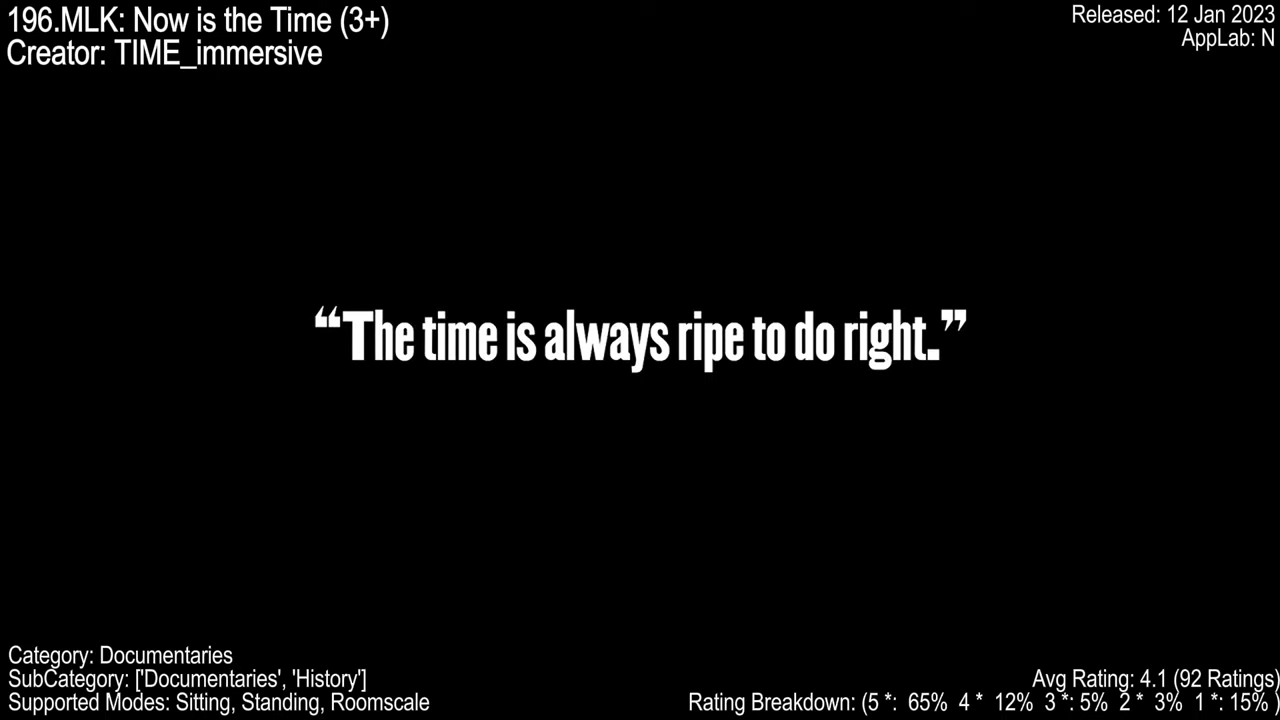 196.MLK: Now is the Time (3+)
Creator: TIME_immersive
Released: 12 Jan 2023
AppLab: N
“The time is always ripe to do right.”
Category: Documentaries
SubCategory: ['Documentaries', 'History']
Supported Modes: Sitting, Standing, Roomscale
Avg Rating: 4.1 (92 Ratings)
Rating Breakdown: (5 *: 65% 4 * 12% 3 *: 5% 2 * 3% 1 *: 15% )